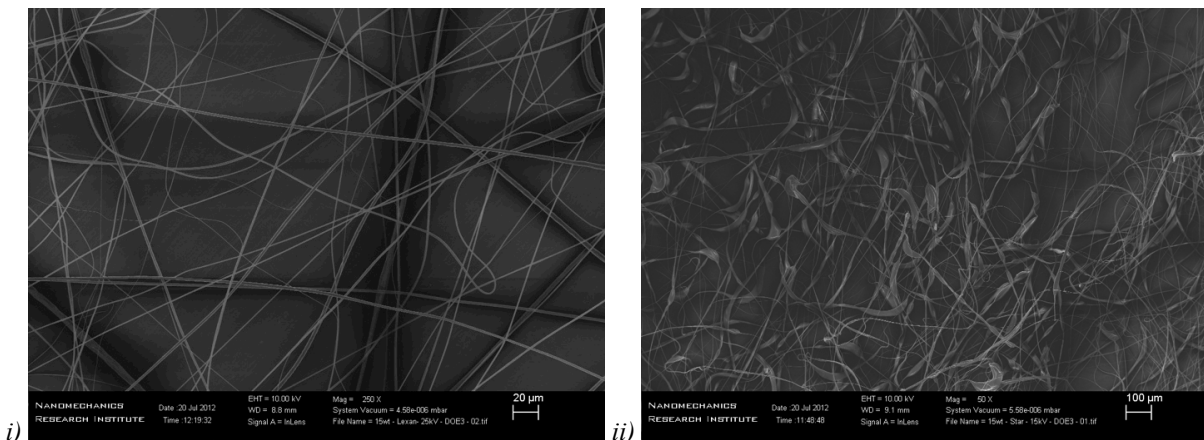 NANOMECHANICS
RESEARCH INSTITUTE
Date :20 Jul 2012
Time :12:19:32
EHT = 10.00 kV
WD = 8.8 mm
Signal A = InLens
Mag = 250 X
System Vacuum = 4.58e-006 mbar
File Name = 15wt - Lexan- 25kV - DOE3 - 02.tif
20 µm
i)
NANOMECHANICS
RESEARCH INSTITUTE
Date :20 Jul 2012
Time :11:48:48
EHT = 10.00 kV
WD = 9.1 mm
Signal A = InLens
Mag = 50 X
System Vacuum = 5.58e-006 mbar
File Name = 15wt - Star - 15kV - DOE3 - 01.tif
100 µm
ii)